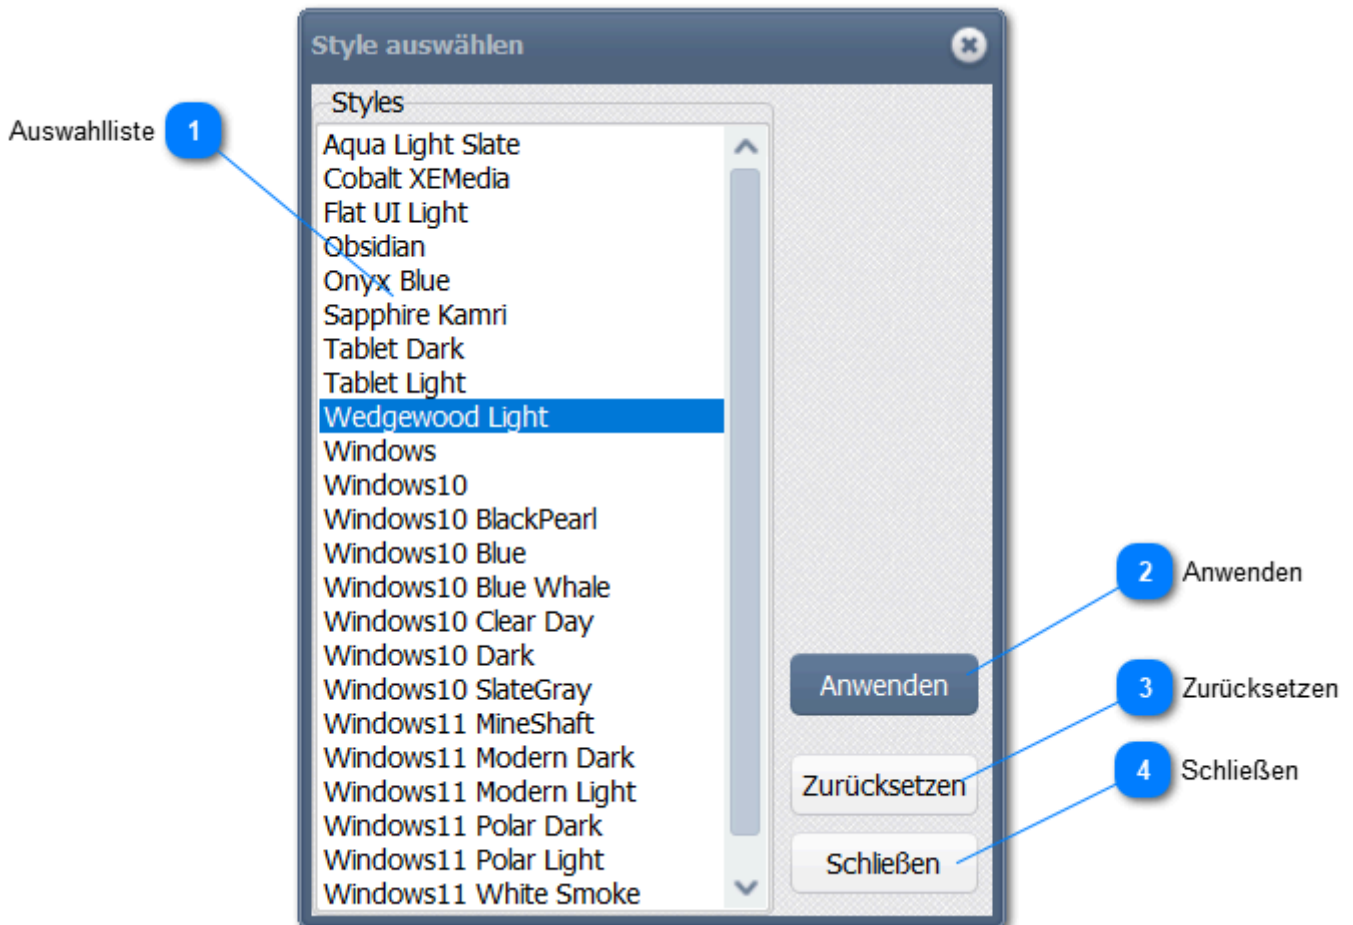 Style auswählen
Styles
Auswahlliste 1
Aqua Light Slate
Cobalt XEMedia
Flat UI Light
Obsidian
Onyx Blue
Sapphire Kamri
Tablet Dark
Tablet Light
Wedgewood Light
Windows
Windows10
Windows10 BlackPearl
Windows10 Blue
Windows10 Blue Whale
Windows10 Clear Day
Windows10 Dark
Windows10 SlateGray
Windows11 MineShaft
Windows11 Modern Dark
Windows11 Modern Light
Windows11 Polar Dark
Windows11 Polar Light
Windows11 White Smoke
Anwenden
Zurücksetzen
Schließen
2 Anwenden
3 Zurücksetzen
4 Schließen